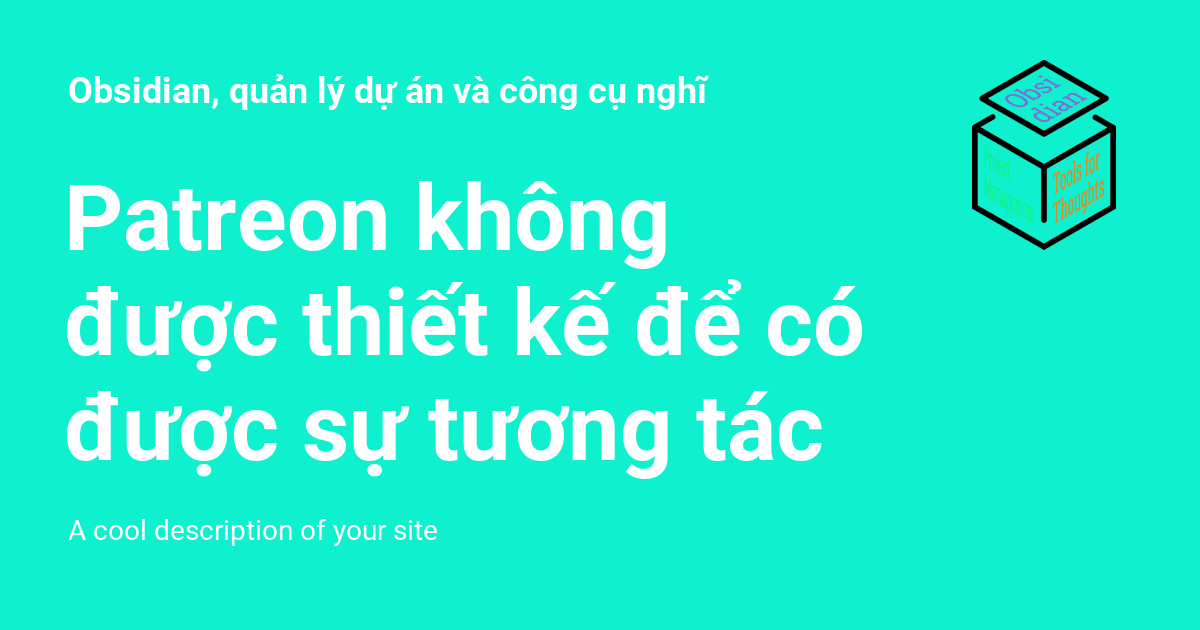 Obsidian, quản lý dự án và công cụ nghĩ
Obsi
dian
Project
Management
Tools for
Thoughts
Patreon không
được thiết kế để có
được sự tương tác
A cool description of your site